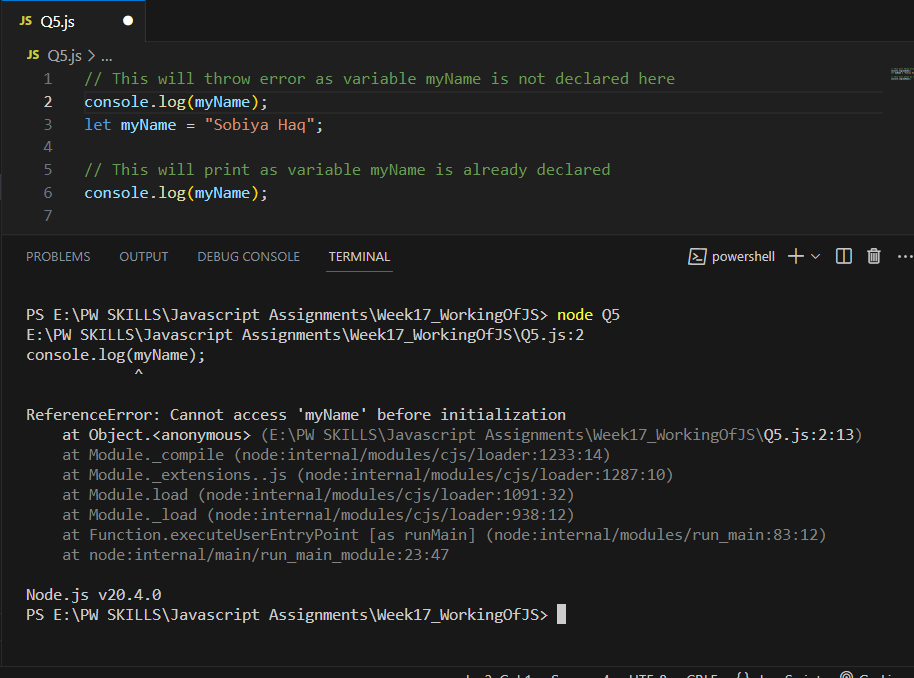 JS Q5.js
JS Q5.js > ...
1 // This will throw error as variable myName is not declared here
2 console.log(myName);
3 let myName = "Sobiya Haq";
4
5 // This will print as variable myName is already declared
6 console.log(myName);
7
PROBLEMS OUTPUT DEBUG CONSOLE TERMINAL powershell
PS E:\PW SKILLS\Javascript Assignments\Week17_WorkingOfJS> node Q5
E:\PW SKILLS\Javascript Assignments\Week17_WorkingOfJS\Q5.js:2
console.log(myName);
^
ReferenceError: Cannot access 'myName' before initialization
at Object.<anonymous> (E:\PW SKILLS\Javascript Assignments\Week17_WorkingOfJS\Q5.js:2:13)
at Module._compile (node:internal/modules/cjs/loader:1233:14)
at Module._extensions..js (node:internal/modules/cjs/loader:1287:10)
at Module.load (node:internal/modules/cjs/loader:1091:32)
at Module._load (node:internal/modules/cjs/loader:938:12)
at Function.executeUserEntryPoint [as runMain] (node:internal/modules/run_main:83:12)
at node:internal/main/run_main_module:23:47
Node.js v20.4.0
PS E:\PW SKILLS\Javascript Assignments\Week17_WorkingOfJS>